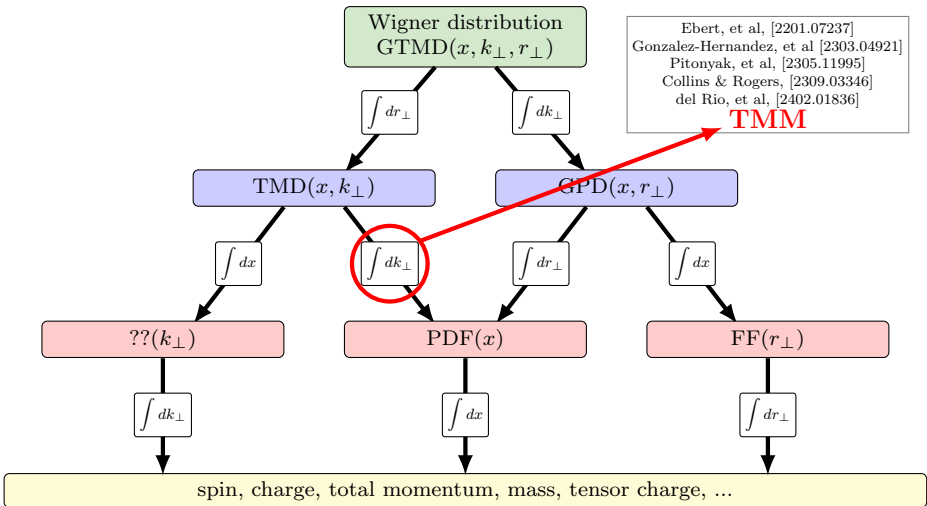 Wigner distribution
GTMD(x, k⊥, r⊥)
Ebert, et al, [2201.07237]
Gonzalez-Hernandez, et al [2303.04921]
Pitonyak, et al, [2305.11995]
Collins & Rogers, [2309.03346]
del Rio, et al, [2402.01836]
TMM
∫ dr⊥
∫ dk⊥
TMD(x, k⊥)
GPD(x, r⊥)
∫ dx
∫ dk⊥
∫ dr⊥
∫ dx
??(k⊥)
PDF(x)
FF(r⊥)
∫ dk⊥
∫ dx
∫ dr⊥
spin, charge, total momentum, mass, tensor charge, ...